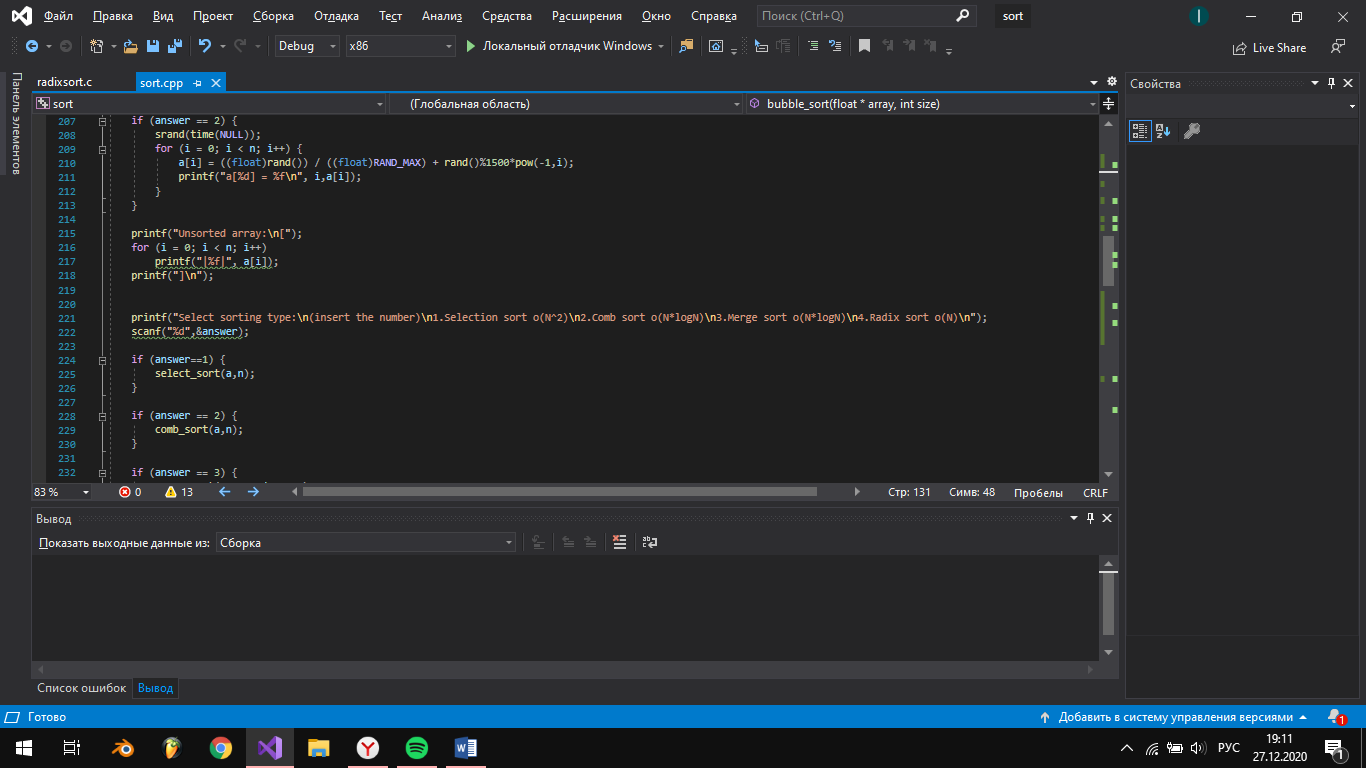 Файл Правка Вид Проект Сборка Отладка Тест Анализ Средства Расширения Окно Справка Поиск (Ctrl+Q) sort I
Debug x86 Локальный отладчик Windows Live Share
Панель элементов
radixsort.c sort.cpp
sort (Глобальная область) bubble_sort(float * array, int size)
207 if (answer == 2) {
208 srand(time(NULL));
209 for (i = 0; i < n; i++) {
210 a[i] = ((float)rand()) / ((float)RAND_MAX) + rand()%1500*pow(-1,i);
211 printf("a[%d] = %f\n", i,a[i]);
212 }
213 }
214
215 printf("Unsorted array:\n[");
216 for (i = 0; i < n; i++)
217 printf("|%f|", a[i]);
218 printf("]\n");
219
220
221 printf("Select sorting type:\n(insert the number)\n1.Selection sort o(N^2)\n2.Comb sort o(N*logN)\n3.Merge sort o(N*logN)\n4.Radix sort o(N)\n");
222 scanf("%d",&answer);
223
224 if (answer==1) {
225 select_sort(a,n);
226 }
227
228 if (answer == 2) {
229 comb_sort(a,n);
230 }
231
232 if (answer == 3) {
83 % 0 13 Стр: 131 Симв: 48 Пробелы CRLF
Вывод
Показать выходные данные из: Сборка
Список ошибок Вывод
Свойства
Готово Добавить в систему управления версиями 1
РУС 19:11
27.12.2020 1